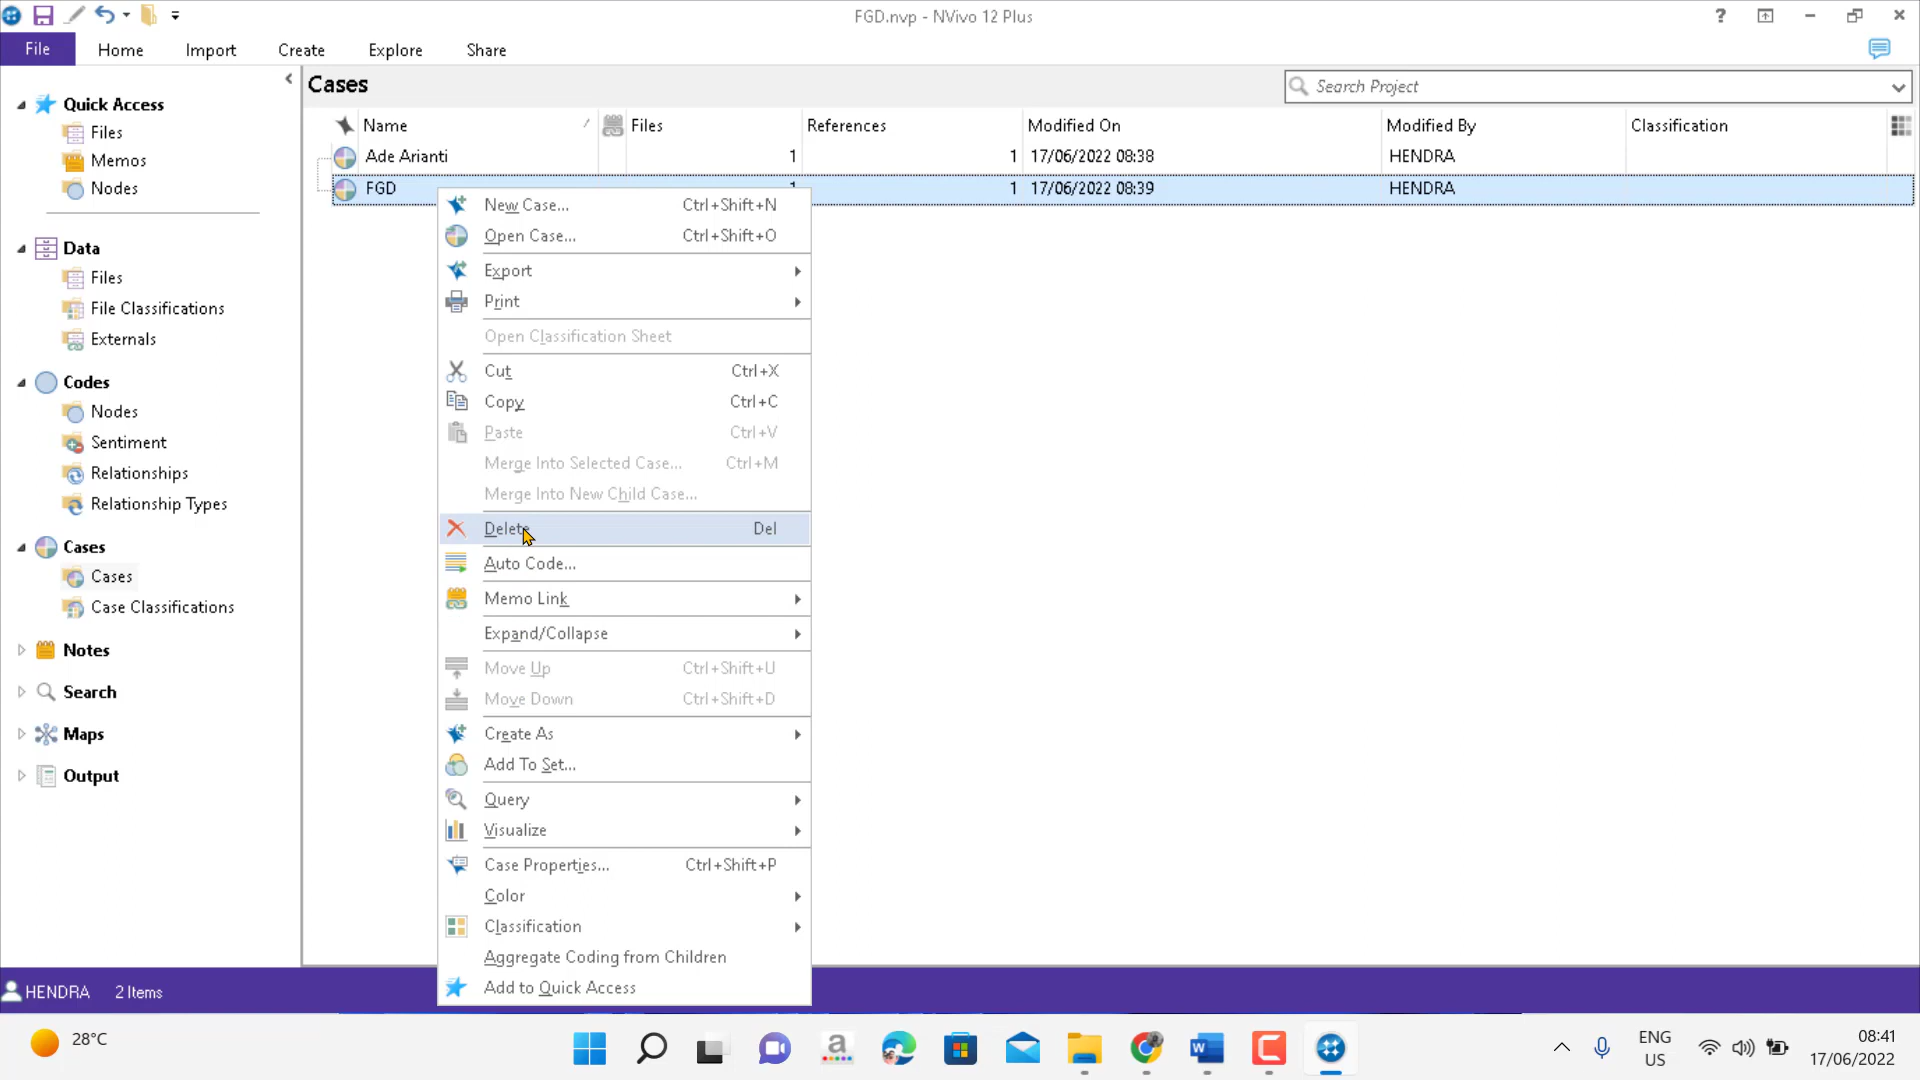 FGD.nvp - NVivo 12 Plus
?
File Home Import Create Explore Share
Cases
Search Project
Quick Access
Files
Memos
Nodes
Data
Files
File Classifications
Externals
Codes
Nodes
Sentiment
Relationships
Relationship Types
Cases
Cases
Case Classifications
Notes
Search
Maps
Output
Name Files References Modified On Modified By Classification
Ade Arianti 1 1 17/06/2022 08:38 HENDRA
FGD 1 1 17/06/2022 08:39 HENDRA
New Case... Ctrl+Shift+N
Open Case... Ctrl+Shift+O
Export
Print
Open Classification Sheet
Cut Ctrl+X
Copy Ctrl+C
Paste Ctrl+V
Merge Into Selected Case... Ctrl+M
Merge Into New Child Case...
Delete Del
Auto Code...
Memo Link
Expand/Collapse
Move Up Ctrl+Shift+U
Move Down Ctrl+Shift+D
Create As
Add To Set...
Query
Visualize
Case Properties... Ctrl+Shift+P
Color
Classification
Aggregate Coding from Children
Add to Quick Access
HENDRA 2 Items
28°C
ENG
US
08:41
17/06/2022